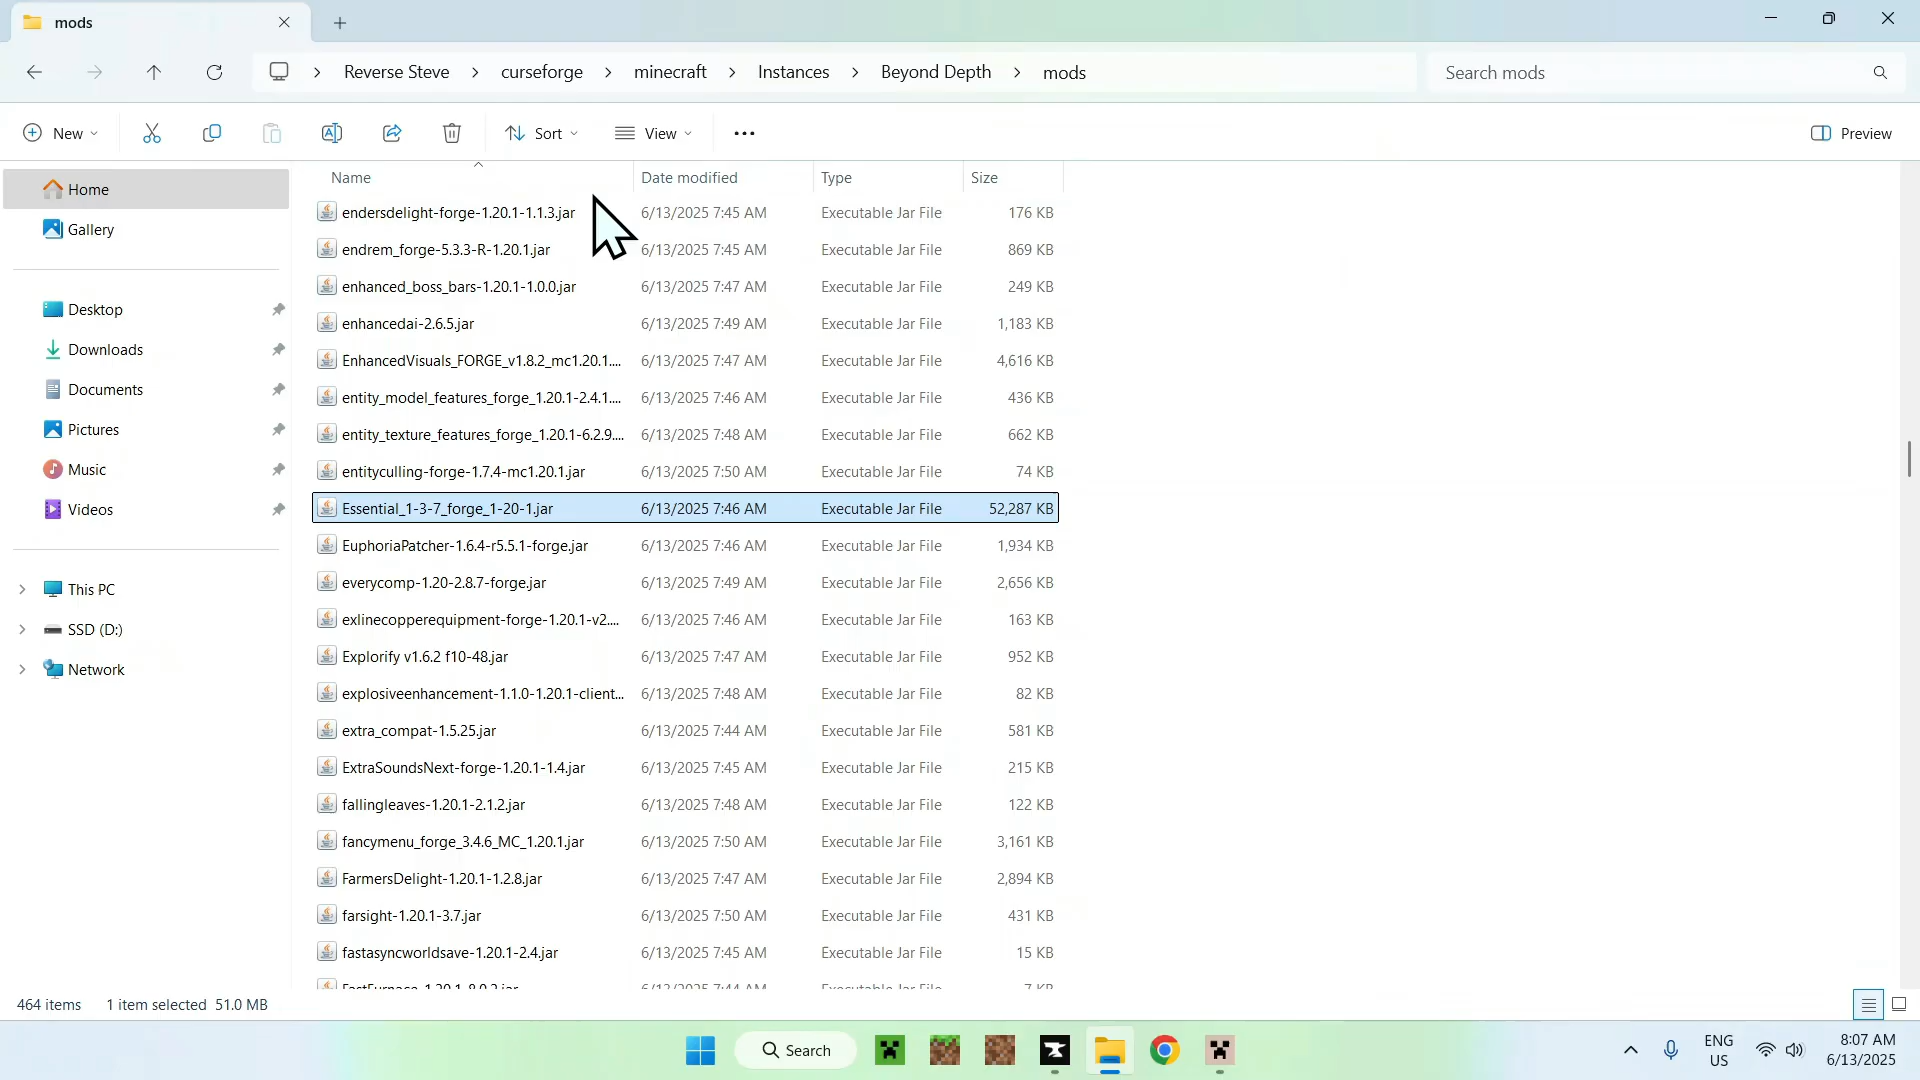 mods
Reverse Steve > curseforge > minecraft > Instances > Beyond Depth > mods
Search mods
New
Sort
View
Preview
Home
Gallery
Desktop
Downloads
Documents
Pictures
Music
Videos
This PC
SSD (D:)
Network
Name Date modified Type Size
endersdelight-forge-1.20.1-1.1.3.jar 6/13/2025 7:45 AM Executable Jar File 176 KB
endrem_forge-5.3.3-R-1.20.1.jar 6/13/2025 7:45 AM Executable Jar File 869 KB
enhanced_boss_bars-1.20.1-1.0.0.jar 6/13/2025 7:47 AM Executable Jar File 249 KB
enhancedai-2.6.5.jar 6/13/2025 7:49 AM Executable Jar File 1,183 KB
EnhancedVisuals_FORGE_v1.8.2_mc1.20.1.... 6/13/2025 7:47 AM Executable Jar File 4,616 KB
entity_model_features_forge_1.20.1-2.4.1.... 6/13/2025 7:46 AM Executable Jar File 436 KB
entity_texture_features_forge_1.20.1-6.2.9.... 6/13/2025 7:48 AM Executable Jar File 662 KB
entityculling-forge-1.7.4-mc1.20.1.jar 6/13/2025 7:50 AM Executable Jar File 74 KB
Essential_1-3-7_forge_1-20-1.jar 6/13/2025 7:46 AM Executable Jar File 52,287 KB
EuphoriaPatcher-1.6.4-r5.5.1-forge.jar 6/13/2025 7:46 AM Executable Jar File 1,934 KB
everycomp-1.20-2.8.7-forge.jar 6/13/2025 7:49 AM Executable Jar File 2,656 KB
exlinecopperequipment-forge-1.20.1-v2.... 6/13/2025 7:46 AM Executable Jar File 163 KB
Explorify v1.6.2 f10-48.jar 6/13/2025 7:47 AM Executable Jar File 952 KB
explosiveenhancement-1.1.0-1.20.1-client... 6/13/2025 7:48 AM Executable Jar File 82 KB
extra_compat-1.5.25.jar 6/13/2025 7:44 AM Executable Jar File 581 KB
ExtraSoundsNext-forge-1.20.1-1.4.jar 6/13/2025 7:45 AM Executable Jar File 215 KB
fallingleaves-1.20.1-2.1.2.jar 6/13/2025 7:48 AM Executable Jar File 122 KB
fancymenu_forge_3.4.6_MC_1.20.1.jar 6/13/2025 7:50 AM Executable Jar File 3,161 KB
FarmersDelight-1.20.1-1.2.8.jar 6/13/2025 7:47 AM Executable Jar File 2,894 KB
farsight-1.20.1-3.7.jar 6/13/2025 7:50 AM Executable Jar File 431 KB
fastasyncworldsave-1.20.1-2.4.jar 6/13/2025 7:45 AM Executable Jar File 15 KB
464 items 1 item selected 51.0 MB
Search
ENG
US
8:07 AM
6/13/2025